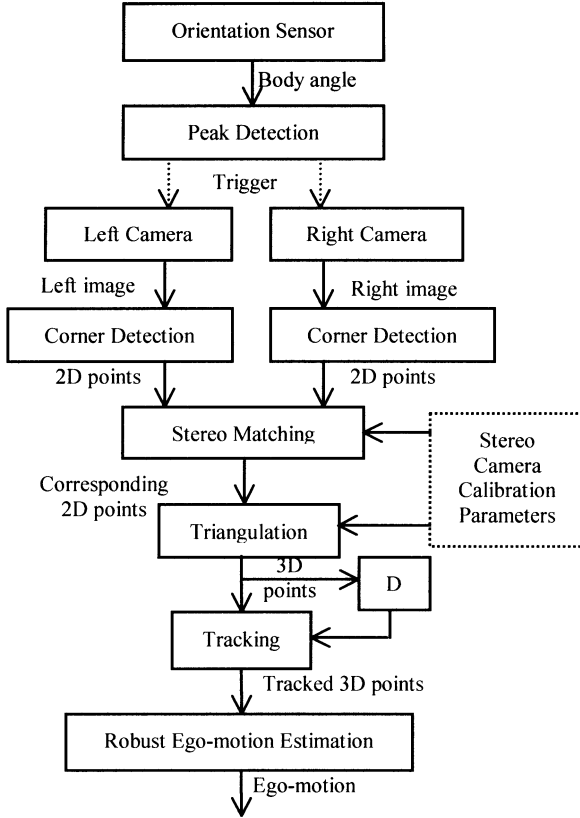 Orientation Sensor
Body angle
Peak Detection
Trigger
Left Camera
Right Camera
Left image
Right image
Corner Detection
Corner Detection
2D points
2D points
Stereo Matching
Stereo
Camera
Calibration
Parameters
Corresponding
2D points
Triangulation
3D
points
D
Tracking
Tracked 3D points
Robust Ego-motion Estimation
Ego-motion